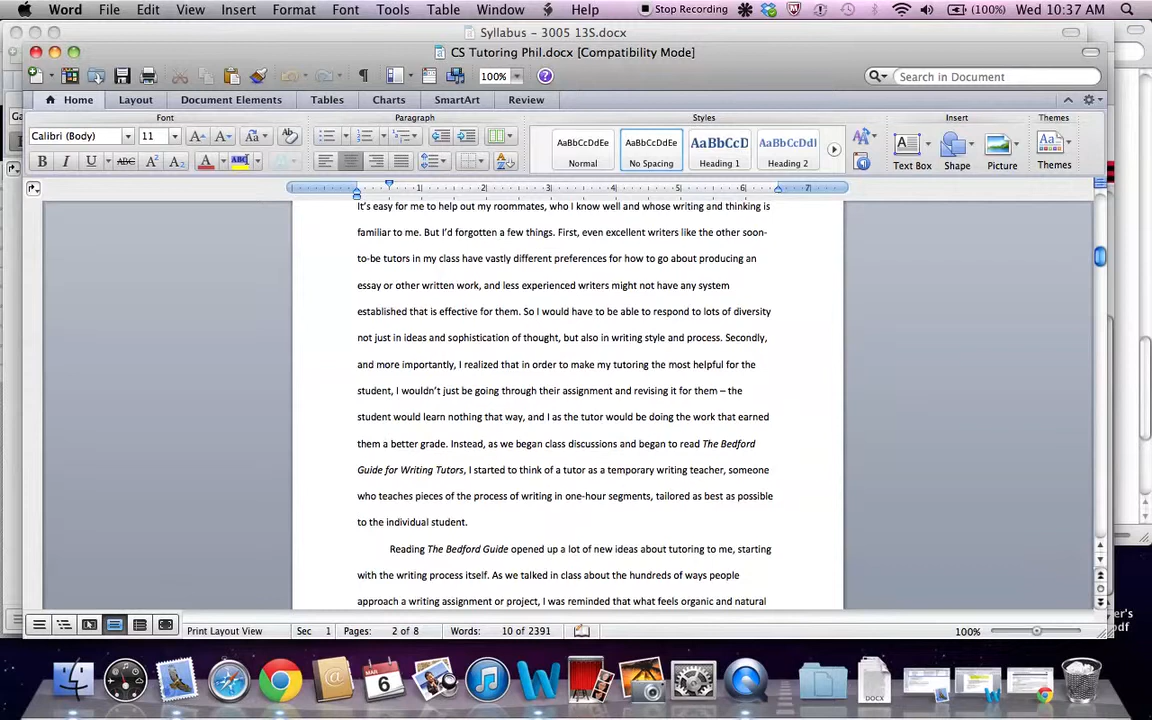 Word File Edit View Insert Format Font Tools Table Window Help Stop Recording (100%) Wed 10:37 AM
Syllabus – 3005 13S.docx
CS Tutoring Phil.docx [Compatibility Mode]
100% Search in Document
Home Layout Document Elements Tables Charts SmartArt Review
Font Paragraph Styles Insert Themes
Calibri (Body) 11 AaBbCcDdEe AaBbCcDdEe AaBbCcD AaBbCcDdI
Normal No Spacing Heading 1 Heading 2 Text Box Shape Picture Themes
1 2 3 4 5 6 7
It's easy for me to help out my roommates, who I know well and whose writing and thinking is
familiar to me. But I'd forgotten a few things. First, even excellent writers like the other soon-
to-be tutors in my class have vastly different preferences for how to go about producing an
essay or other written work, and less experienced writers might not have any system
established that is effective for them. So I would have to be able to respond to lots of diversity
not just in ideas and sophistication of thought, but also in writing style and process. Secondly,
and more importantly, I realized that in order to make my tutoring the most helpful for the
student, I wouldn't just be going through their assignment and revising it for them – the
student would learn nothing that way, and I as the tutor would be doing the work that earned
them a better grade. Instead, as we began class discussions and began to read The Bedford
Guide for Writing Tutors, I started to think of a tutor as a temporary writing teacher, someone
who teaches pieces of the process of writing in one-hour segments, tailored as best as possible
to the individual student.
Reading The Bedford Guide opened up a lot of new ideas about tutoring to me, starting
with the writing process itself. As we talked in class about the hundreds of ways people
approach a writing assignment or project, I was reminded that what feels organic and natural
Print Layout View Sec 1 Pages: 2 of 8 Words: 10 of 2391 100%
er's
pdf
MAR
6
DOCX